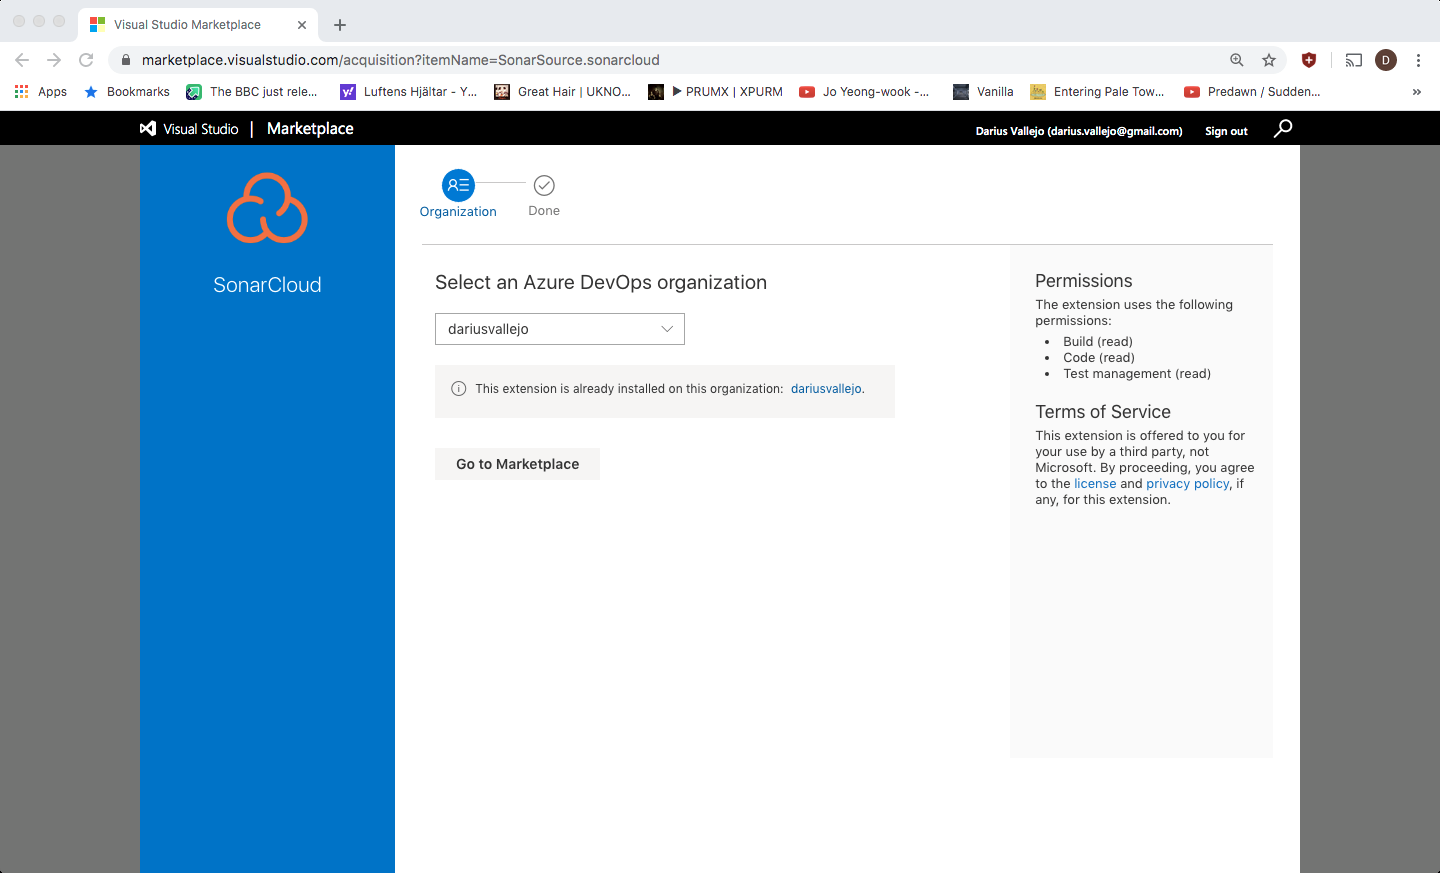 Visual Studio Marketplace
marketplace.visualstudio.com/acquisition?itemName=SonarSource.sonarcloud
D
Apps Bookmarks The BBC just rele... Luftens Hjältar - Y... Great Hair | UKNO... ▶ PRUMX | XPURM Jo Yeong-wook -... Vanilla Entering Pale Tow... Predawn / Sudden... »
Visual Studio | Marketplace
Darius Vallejo (darius.vallejo@gmail.com) Sign out
SonarCloud
Organization Done
Select an Azure DevOps organization
dariusvallejo
This extension is already installed on this organization: dariusvallejo.
Go to Marketplace
Permissions
The extension uses the following
permissions:
• Build (read)
• Code (read)
• Test management (read)
Terms of Service
This extension is offered to you for
your use by a third party, not
Microsoft. By proceeding, you agree
to the license and privacy policy, if
any, for this extension.